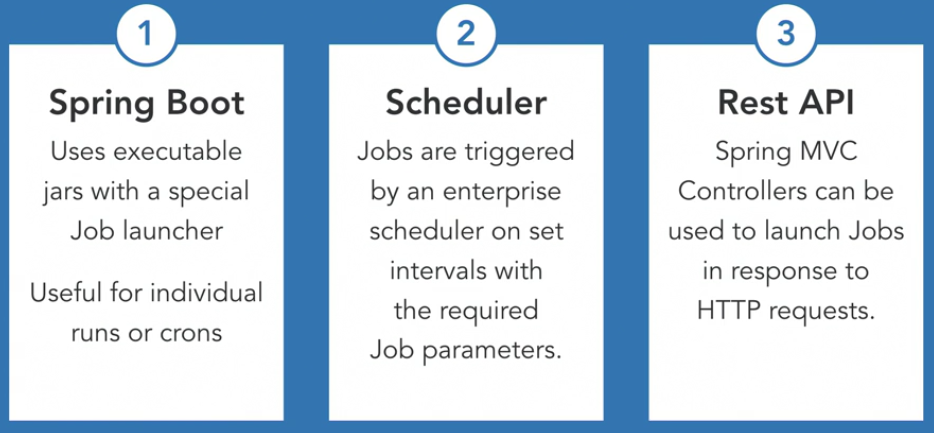 1
Spring Boot
Uses executable
jars with a special
Job launcher
Useful for individual
runs or crons
2
Scheduler
Jobs are triggered
by an enterprise
scheduler on set
intervals with
the required
Job parameters.
3
Rest API
Spring MVC
Controllers can be
used to launch Jobs
in response to
HTTP requests.